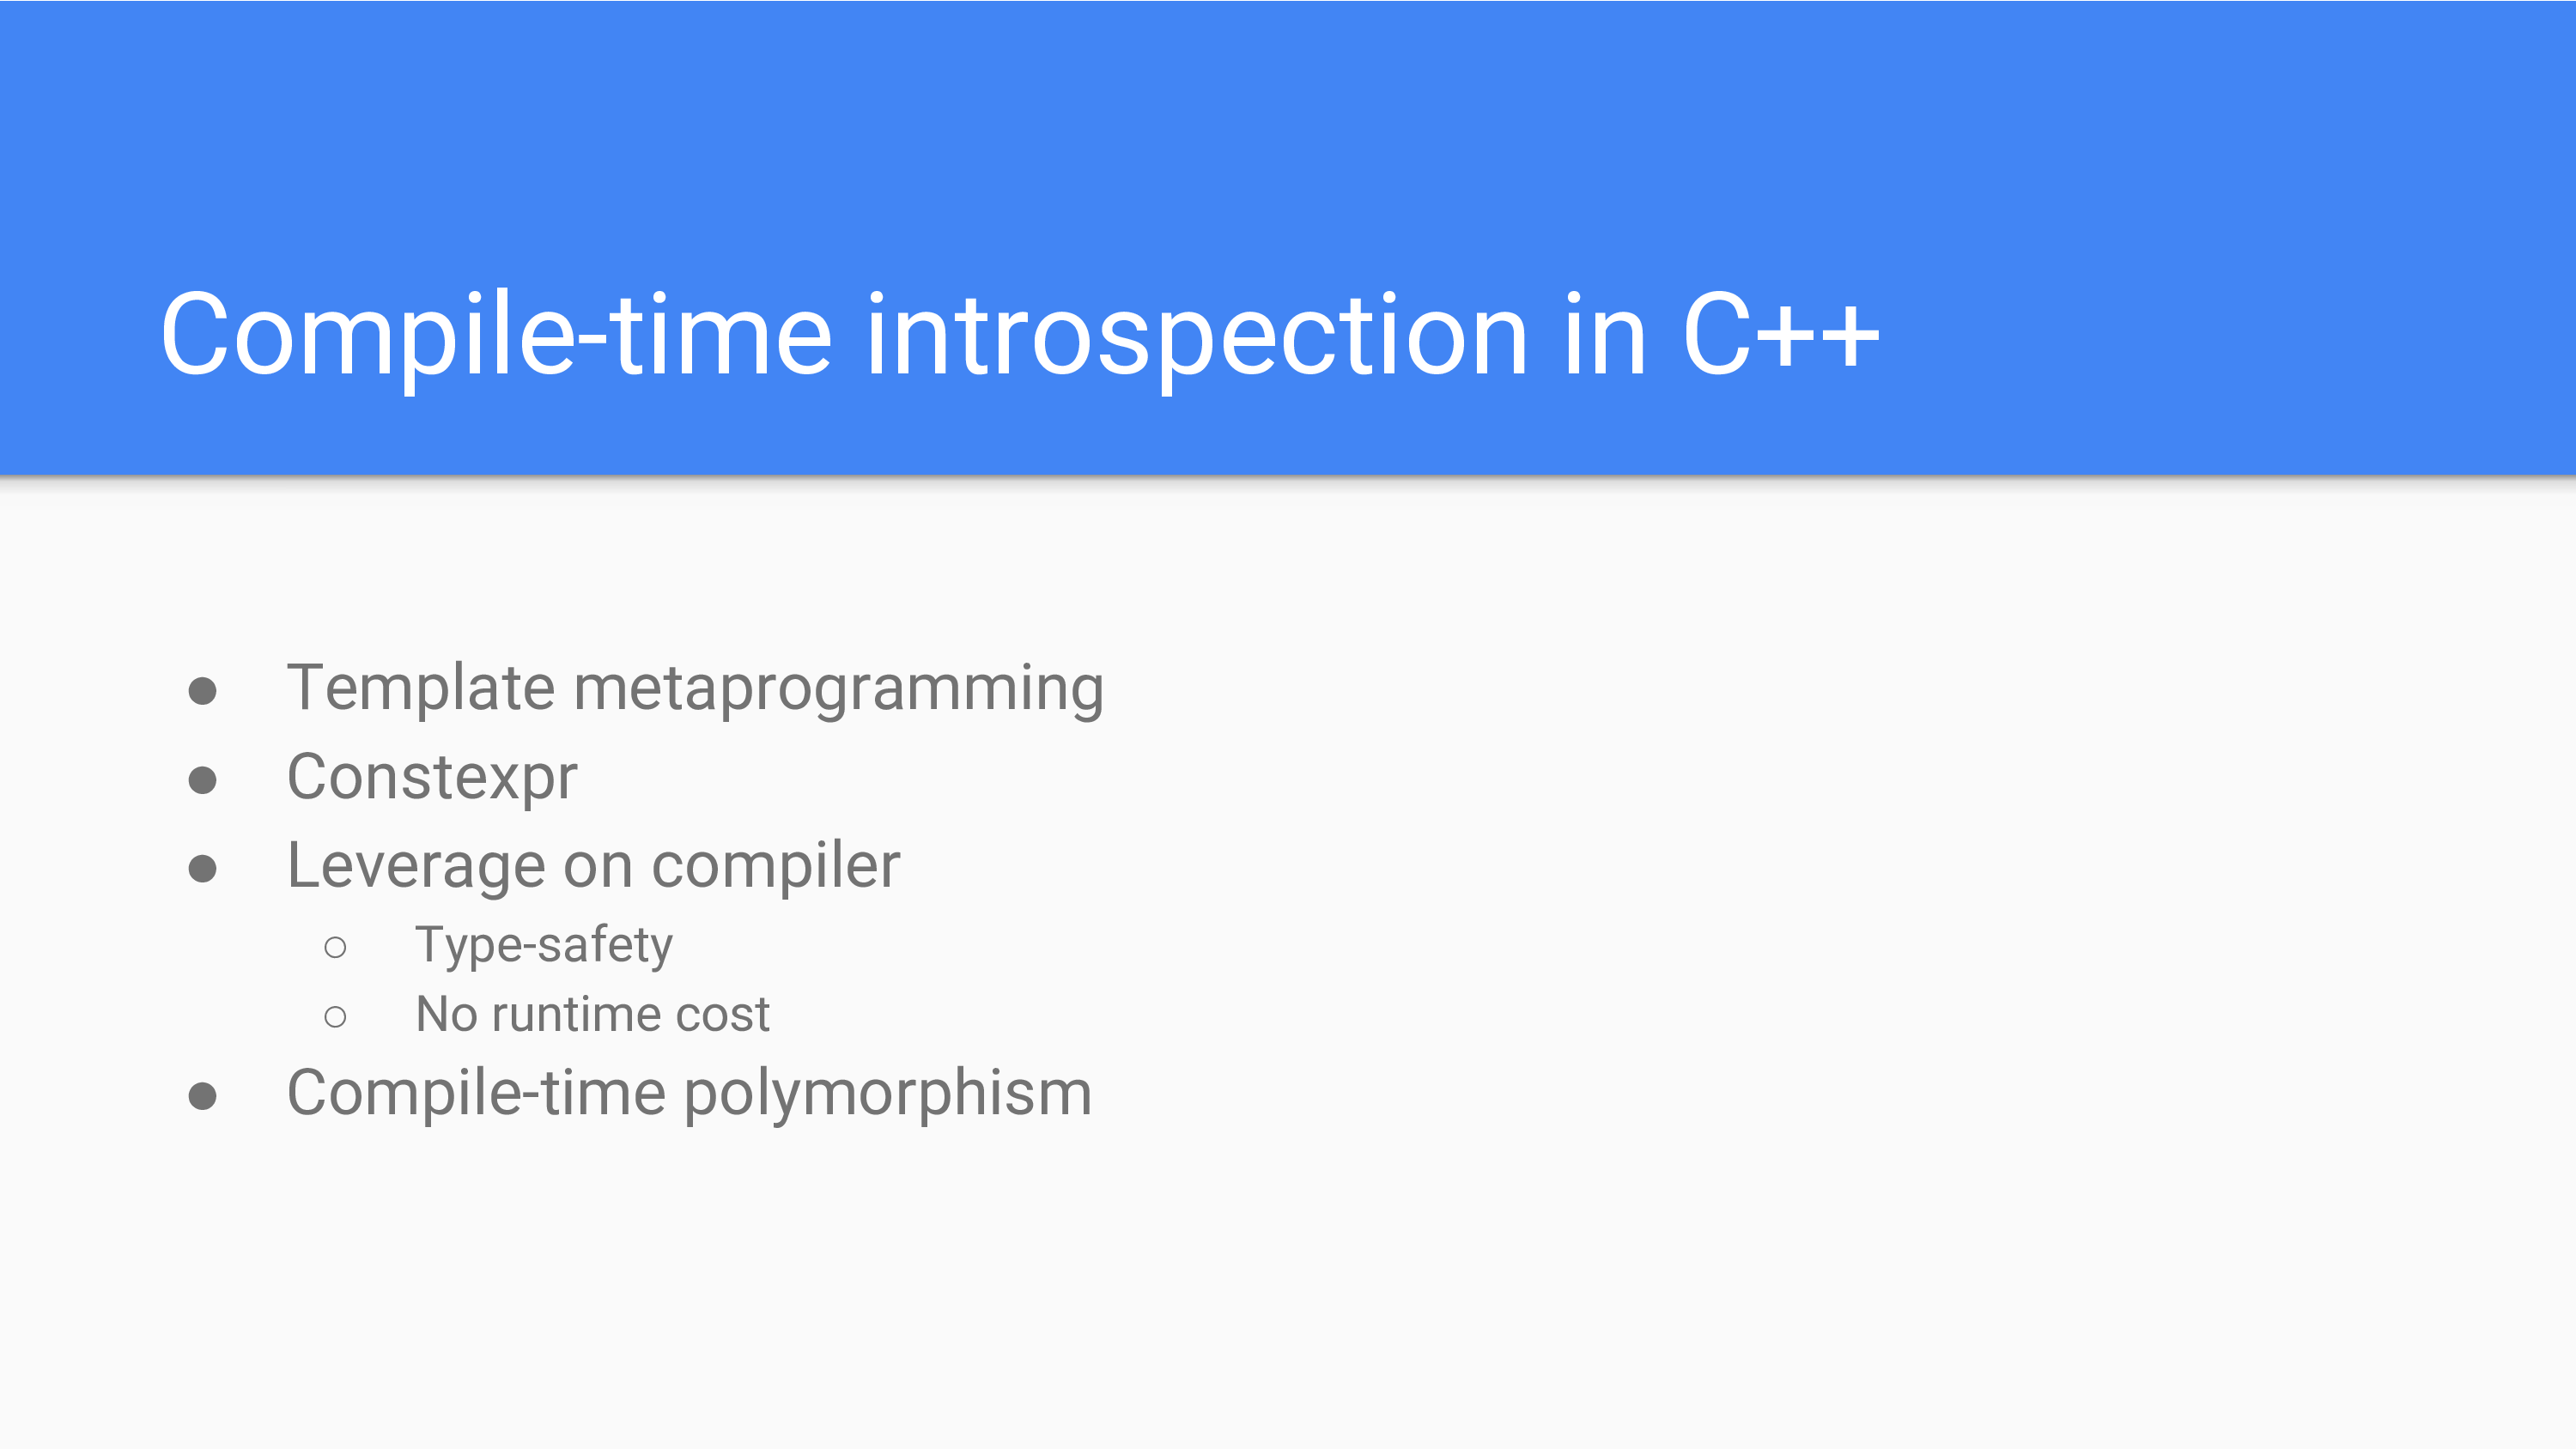 Compile-time introspection in C++
● Template metaprogramming
● Constexpr
● Leverage on compiler
○ Type-safety
○ No runtime cost
● Compile-time polymorphism